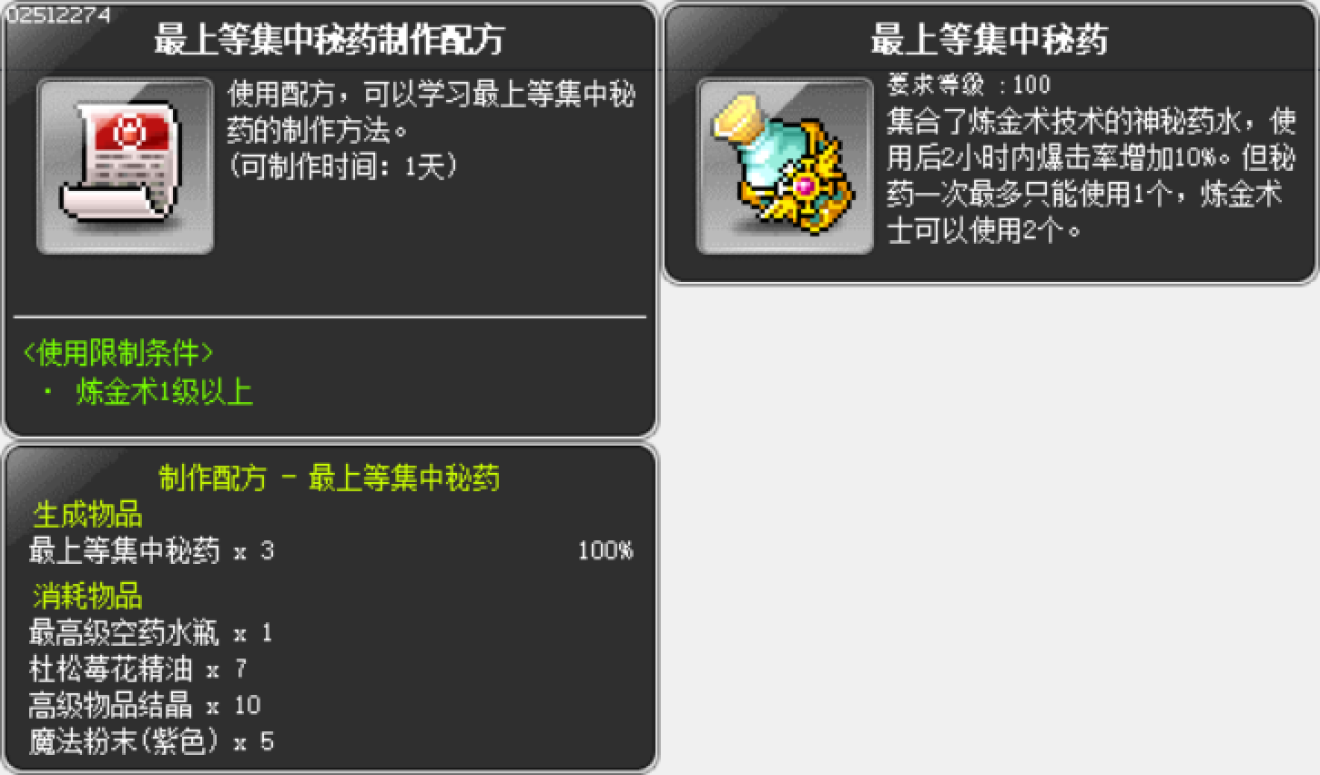 02512274
最上等集中秘药制作配方
使用配方，可以学习最上等集中秘
药的制作方法。
(可制作时间：1天)
<使用限制条件>
· 炼金术1级以上
制作配方 - 最上等集中秘药
生成物品
最上等集中秘药 x 3 100%
消耗物品
最高级空药水瓶 x 1
杜松莓花精油 x 7
高级物品结晶 x 10
魔法粉末(紫色) x 5
最上等集中秘药
要求等级 :100
集合了炼金术技术的神秘药水，使
用后2小时内爆击率增加10%。但秘
药一次最多只能使用1个，炼金术
士可以使用2个。